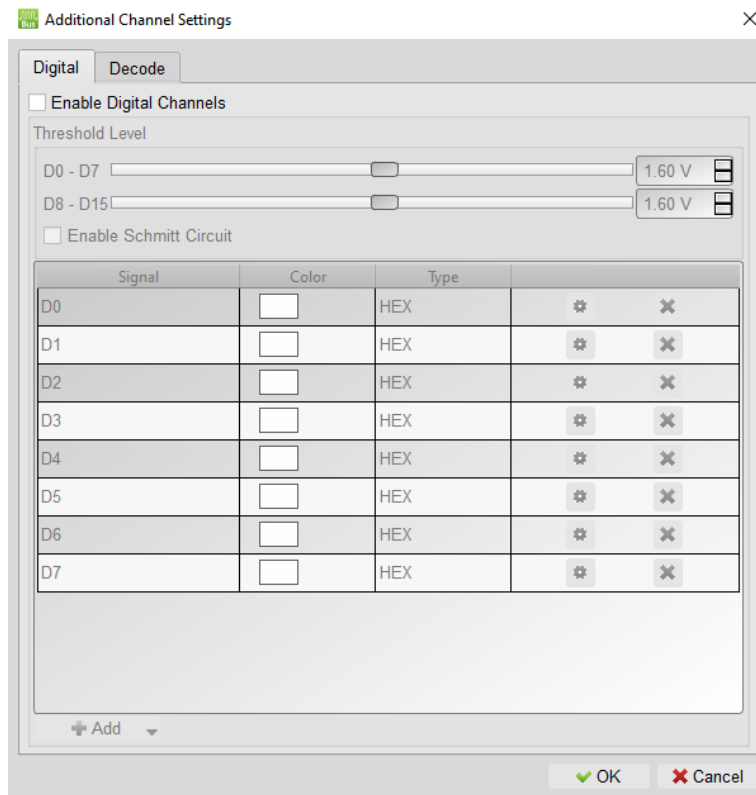 Bus Additional Channel Settings
Digital Decode
Enable Digital Channels
Threshold Level
D0 - D7 1.60 V
D8 - D15 1.60 V
Enable Schmitt Circuit
Signal Color Type
D0 HEX
D1 HEX
D2 HEX
D3 HEX
D4 HEX
D5 HEX
D6 HEX
D7 HEX
Add
OK Cancel